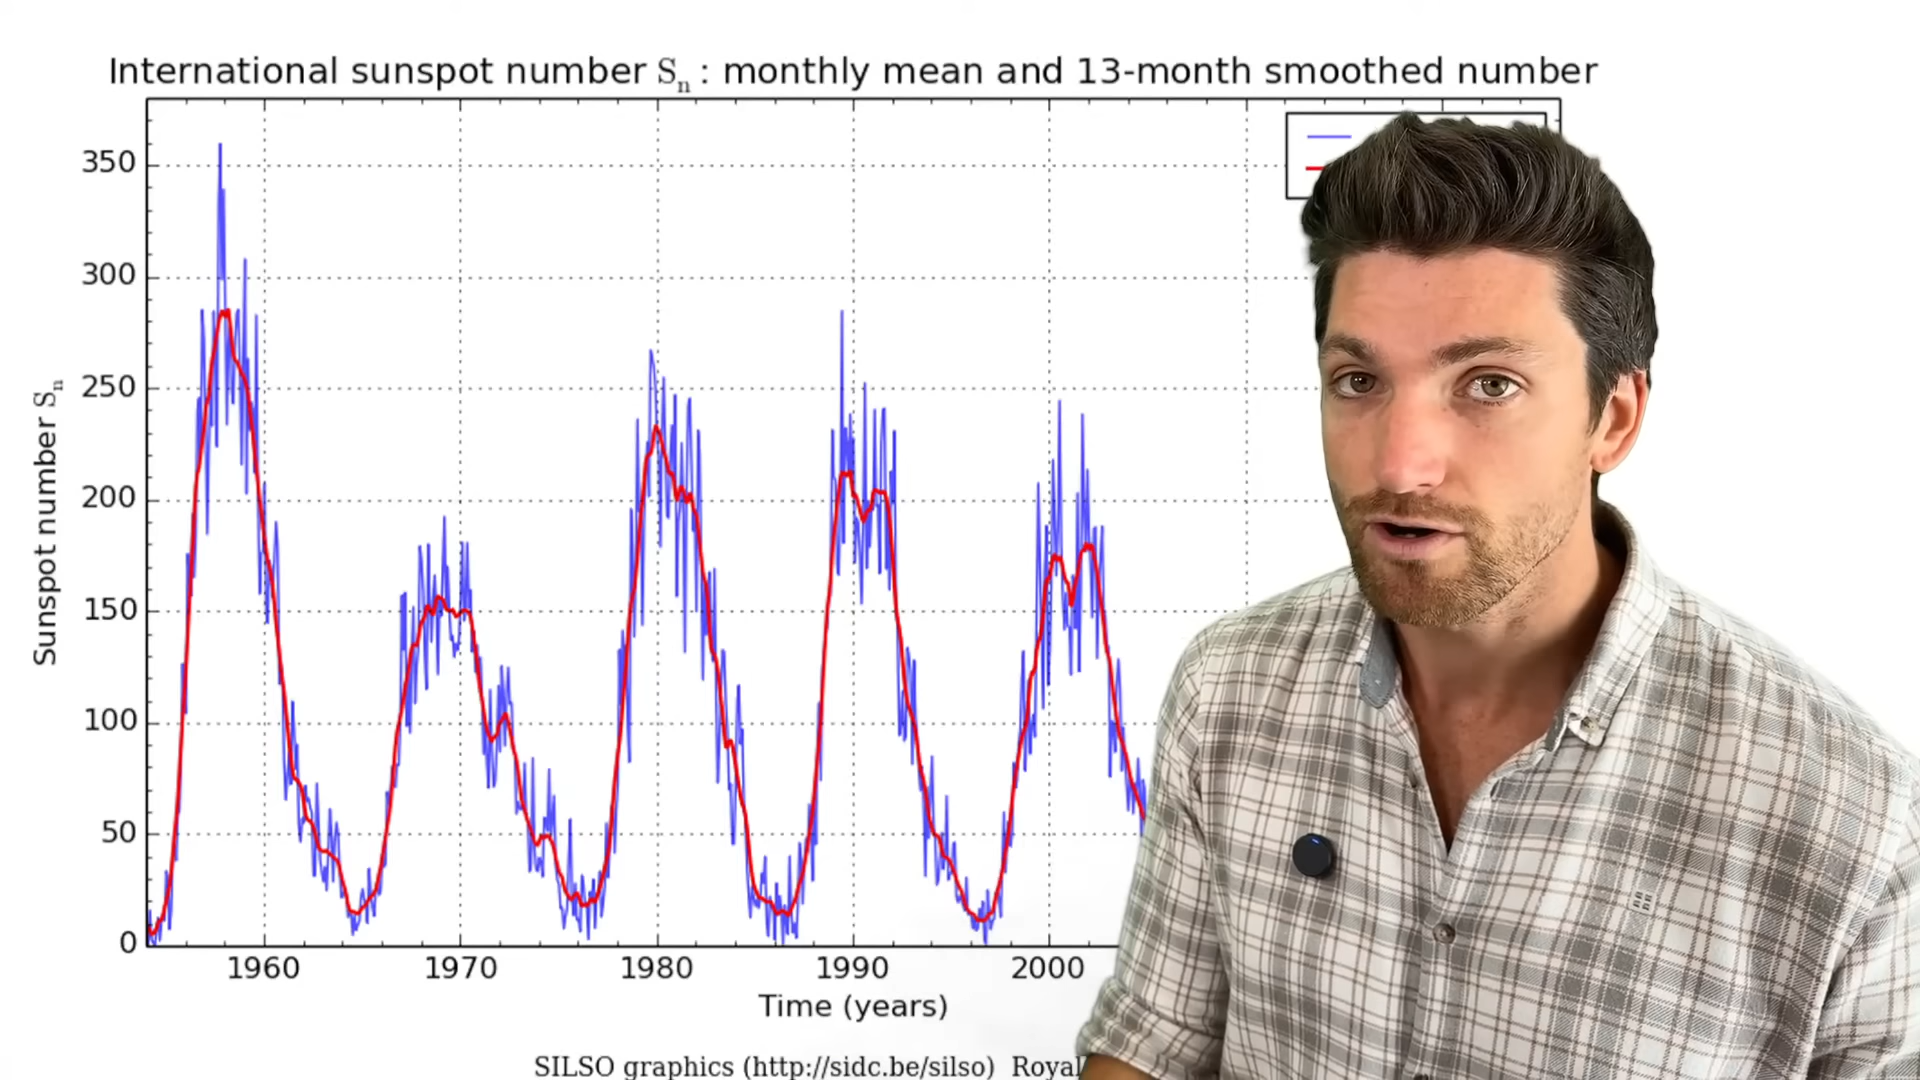 International sunspot number Sn : monthly mean and 13-month smoothed number
350
300
250
200
150
100
50
0
Sunspot number Sn
1960 1970 1980 1990 2000
Time (years)
SILSO graphics (http://sidc.be/silso) Royal